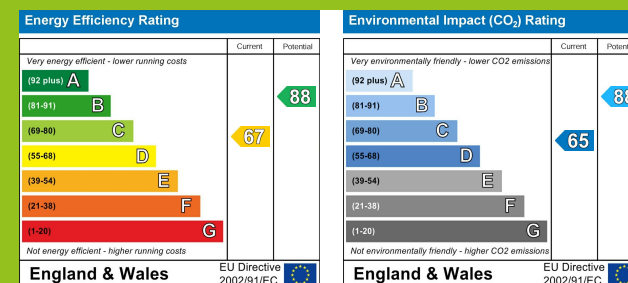 Energy Efficiency Rating
Current Potential
Very energy efficient - lower running costs
(92 plus) A
(81-91) B
88
(69-80) C
67
(55-68) D
(39-54) E
(21-38) F
(1-20) G
Not energy efficient - higher running costs
England & Wales
EU Directive
2002/91/EC
Environmental Impact (CO₂) Rating
Current Potent
Very environmentally friendly - lower CO2 emissions
(92 plus) A
(81-91) B
(69-80) C
65
(55-68) D
(39-54) E
(21-38) F
(1-20) G
Not environmentally friendly - higher CO2 emissions
England & Wales
EU Directive
2002/91/EC